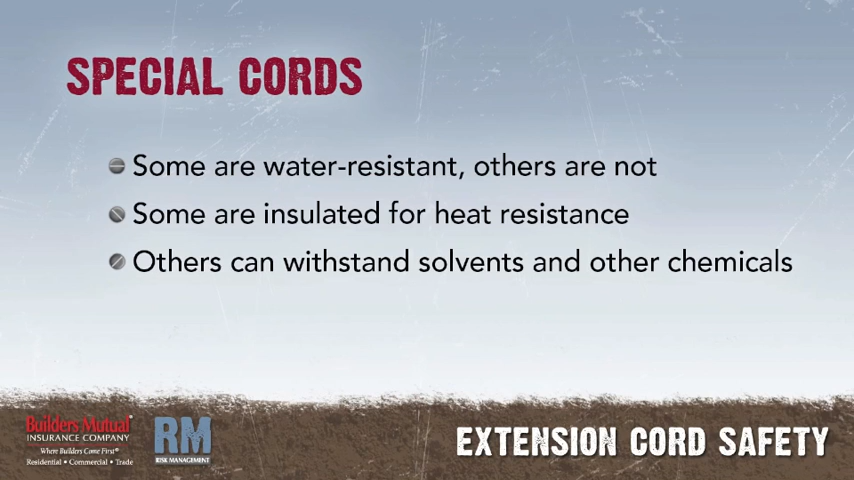 SPECIAL CORDS
Some are water-resistant, others are not
Some are insulated for heat resistance
Others can withstand solvents and other chemicals
Builders Mutual®
INSURANCE COMPANY
Where Builders Come First®
Residential • Commercial • Trade
RM
RISK MANAGEMENT
EXTENSION CORD SAFETY